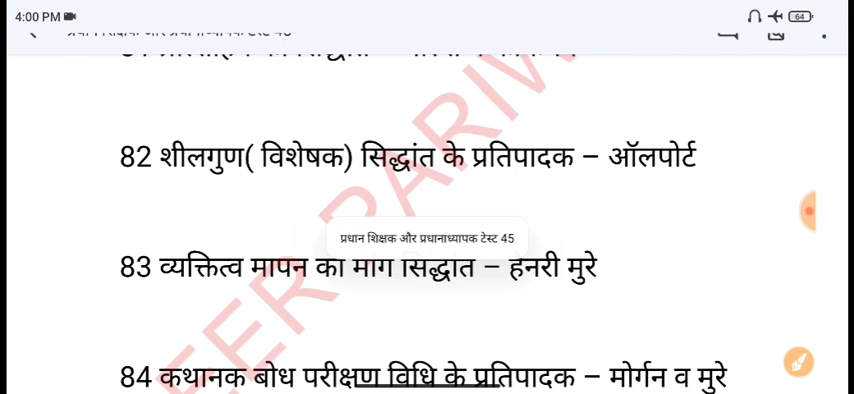 4:00 PM
64
82 शीलगुण( विशेषक) सिद्धांत के प्रतिपादक – ऑलपोर्ट
प्रधान शिक्षक और प्रधानाध्यापक टेस्ट 45
83 व्यक्तित्व मापन का माग सिद्धांत – हनरी मुरे
84 कथानक बोध परीक्षण विधि के प्रतिपादक – मोर्गन व मुरे